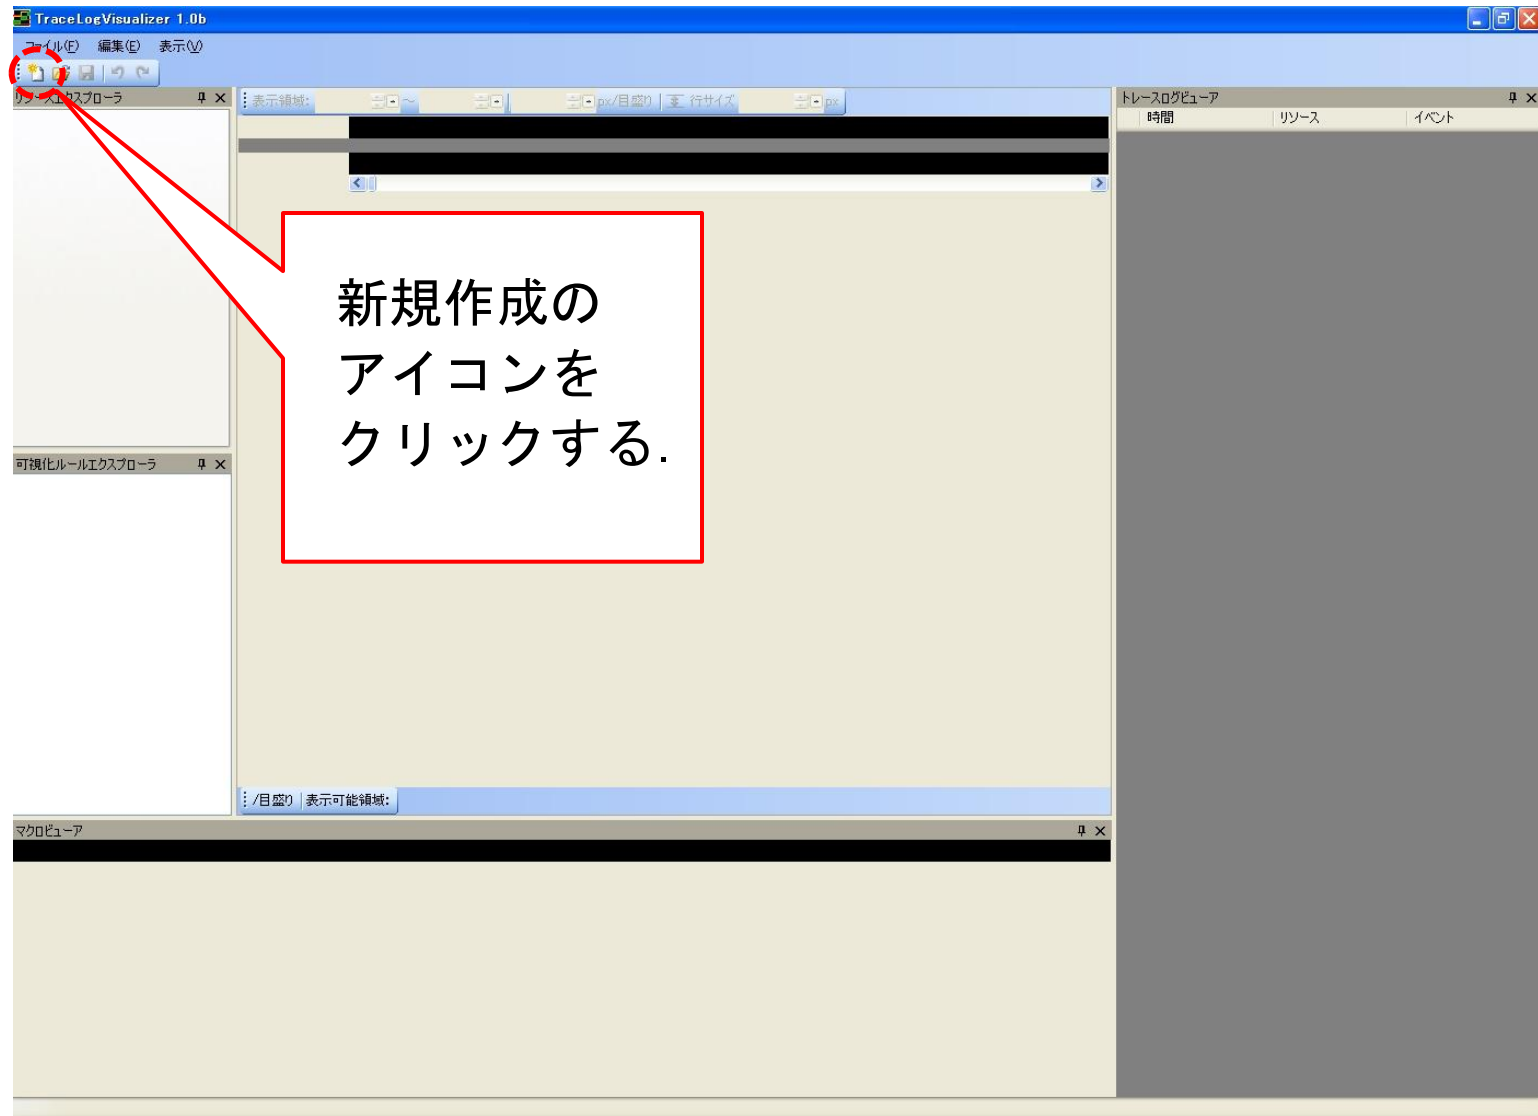 TraceLogVisualizer 1.0b
ファイル(F) 編集(E) 表示(V)
リソースエクスプローラ
表示領域: ～ px/目盛り 行サイズ px
トレースログビューア
時間 リソース イベント
新規作成の
アイコンを
クリックする.
可視化ルールエクスプローラ
/目盛り 表示可能領域:
マクロビューア